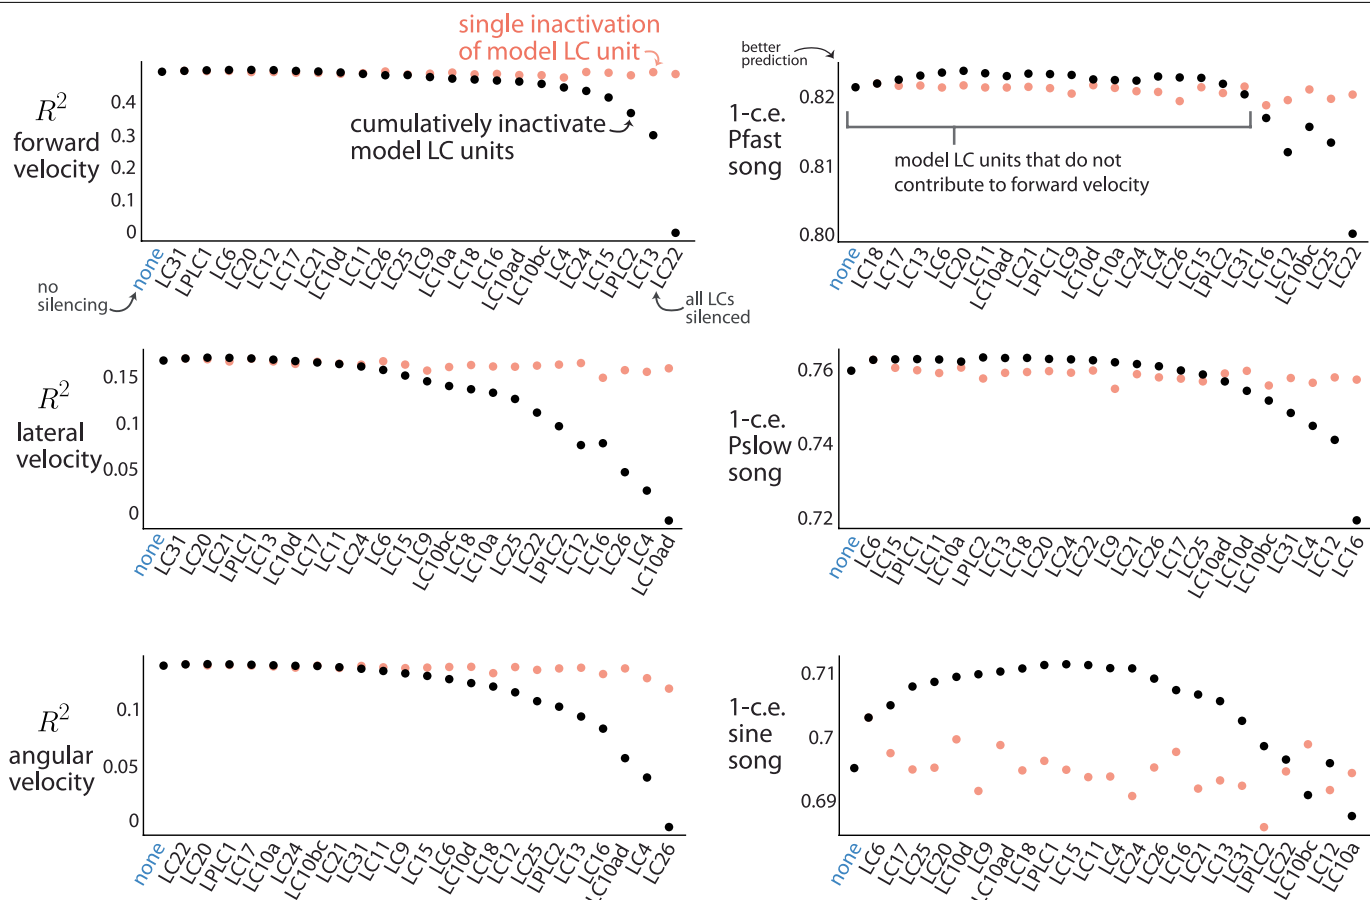 single inactivation
of model LC unit
R²
forward
velocity
0.4
0.3
0.2
0.1
0
cumulatively inactivate
model LC units
none
LC31
LPLC1
LC6
LC20
LC12
LC17
LC21
LC10d
LC11
LC26
LC25
LC9
LC10a
LC18
LC16
LC10ad
LC10bc
LC4
LC24
LC15
LPLC2
LC13
LC22
no
silencing
all LCs
silenced
better
prediction
1-c.e.
Pfast
song
0.82
0.81
0.80
model LC units that do not
contribute to forward velocity
none
LC18
LC17
LC13
LC6
LC20
LC11
LC10ad
LC21
LPLC1
LC9
LC10d
LC10a
LC24
LC4
LC26
LC15
LPLC2
LC31
LC16
LC12
LC10bc
LC25
LC22
R²
lateral
velocity
0.15
0.1
0.05
0
none
LC31
LC20
LC21
LPLC1
LC13
LC10d
LC17
LC11
LC24
LC6
LC15
LC9
LC10bc
LC18
LC10a
LC25
LC22
LPLC2
LC12
LC16
LC26
LC4
LC10ad
1-c.e.
Pslow
song
0.76
0.74
0.72
none
LC6
LC15
LPLC1
LC11
LC10a
LPLC2
LC13
LC18
LC20
LC24
LC22
LC9
LC21
LC26
LC17
LC25
LC10ad
LC10d
LC10bc
LC31
LC4
LC12
LC16
R²
angular
velocity
0.1
0.05
0
none
LC22
LC20
LPLC1
LC17
LC10a
LC24
LC10bc
LC21
LC31
LC11
LC9
LC15
LC6
LC10d
LC18
LC12
LC25
LPLC2
LC13
LC16
LC10ad
LC4
LC26
1-c.e.
sine
song
0.71
0.7
0.69
none
LC6
LC17
LC25
LC20
LC10d
LC9
LC10ad
LC18
LPLC1
LC15
LC11
LC4
LC24
LC26
LC16
LC21
LC13
LC31
LPLC2
LC22
LC10bc
LC12
LC10a